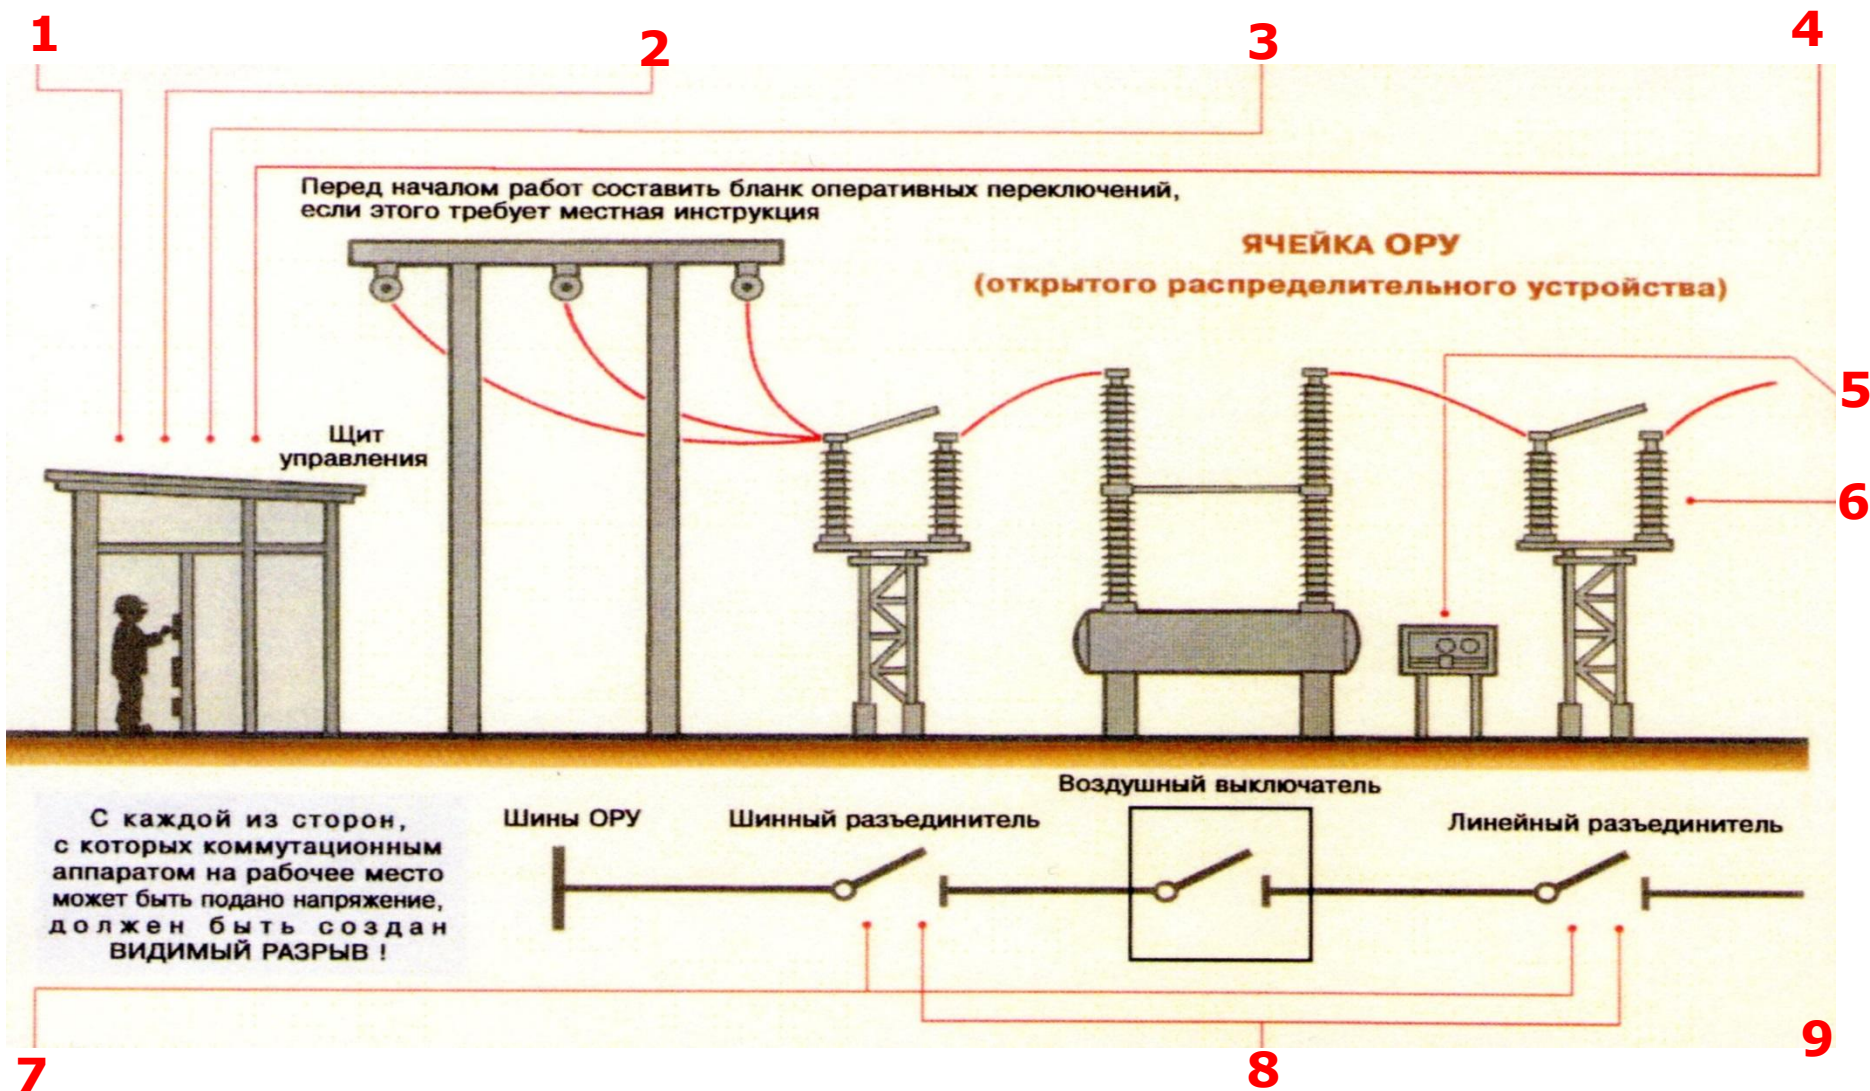 1
2
3
4
Перед началом работ составить бланк оперативных переключений,
если этого требует местная инструкция
ЯЧЕЙКА ОРУ
(открытого распределительного устройства)
5
Щит
управления
6
Воздушный выключатель
Шины ОРУ
Шинный разъединитель
Линейный разъединитель
С каждой из сторон,
с которых коммутационным
аппаратом на рабочее место
может быть подано напряжение,
должен быть создан
ВИДИМЫЙ РАЗРЫВ !
7
8
9